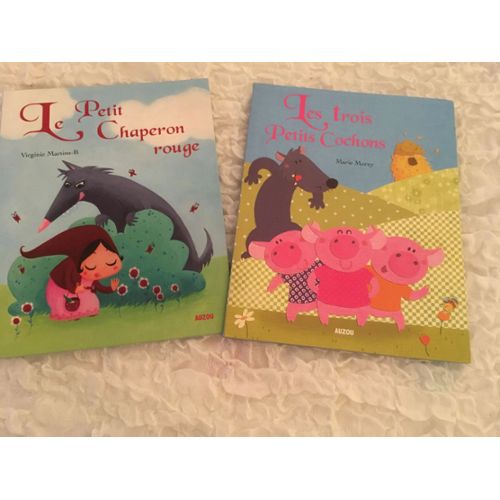 Le Petit
Chaperon
rouge
Virginie Martins-B
AUZOU
Les trois
Petits Cochons
Marie Morey
AUZOU